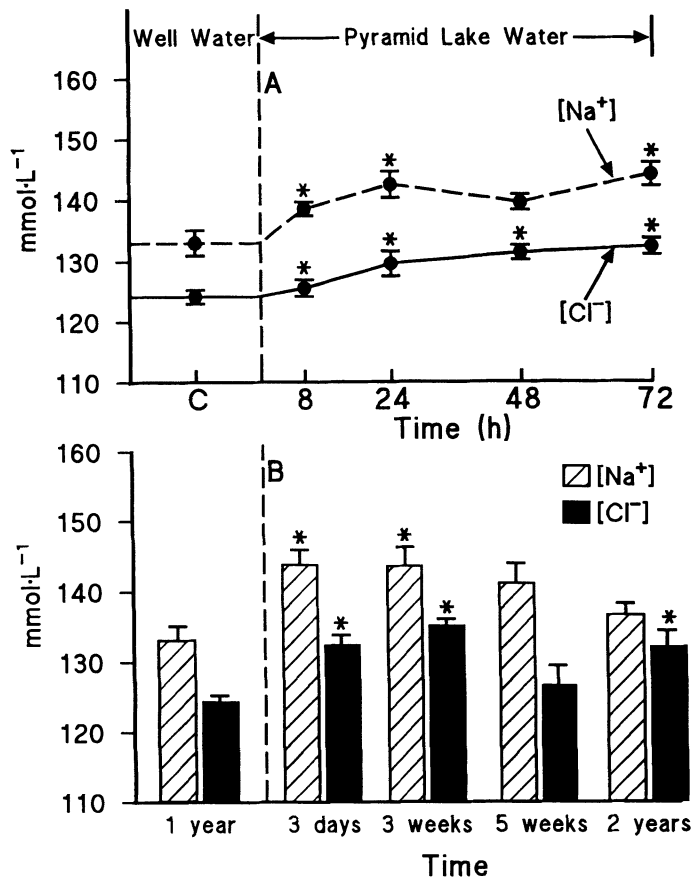 Well Water Pyramid Lake Water
A
160
150
140
130
120
110
mmol·L⁻¹
[Na⁺]
[Cl⁻]
* * *
* * * *
C 8 24 48 72
Time (h)
B
160
150
140
130
120
110
mmol·L⁻¹
[Na⁺]
[Cl⁻]
* * * * *
1 year 3 days 3 weeks 5 weeks 2 years
Time